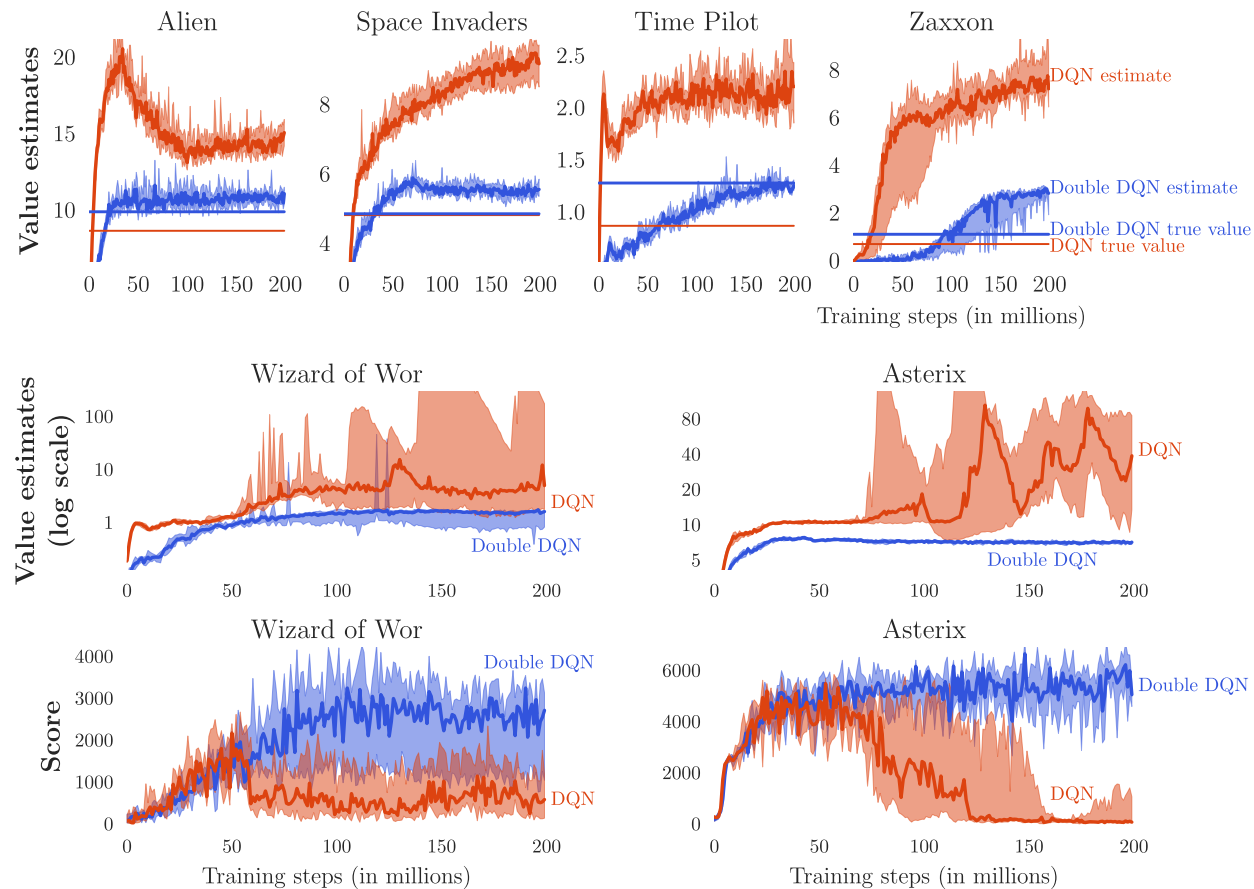 Alien Space Invaders Time Pilot Zaxxon
Value estimates
20
15
10
0 50 100 150 200
8
6
4
0 50 100 150 200
2.5
2.0
1.5
1.0
0 50 100 150 200
8
6
4
2
0
0 50 100 150 200
DQN estimate
Double DQN estimate
Double DQN true value
DQN true value
Training steps (in millions)
Wizard of Wor
Value estimates
(log scale)
100
10
1
DQN
Double DQN
0 50 100 150 200
Asterix
80
40
20
10
5
DQN
Double DQN
0 50 100 150 200
Wizard of Wor
Score
4000
3000
2000
1000
0
Double DQN
DQN
0 50 100 150 200
Training steps (in millions)
Asterix
6000
4000
2000
0
Double DQN
DQN
0 50 100 150 200
Training steps (in millions)